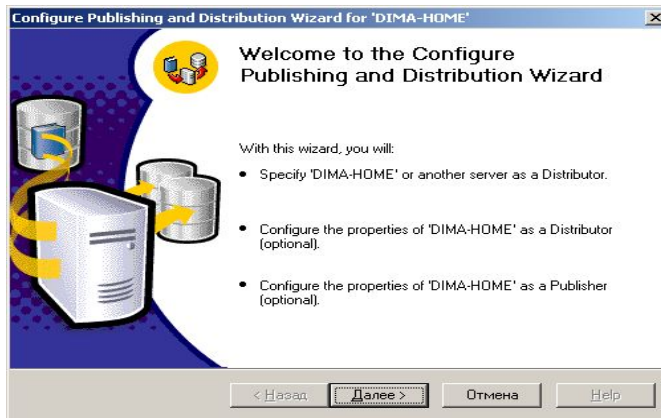 Configure Publishing and Distribution Wizard for 'DIMA-HOME'
Welcome to the Configure
Publishing and Distribution Wizard
With this wizard, you will:
• Specify 'DIMA-HOME' or another server as a Distributor.
• Configure the properties of 'DIMA-HOME' as a Distributor
(optional).
• Configure the properties of 'DIMA-HOME' as a Publisher
(optional).
< Назад Далее > Отмена Help